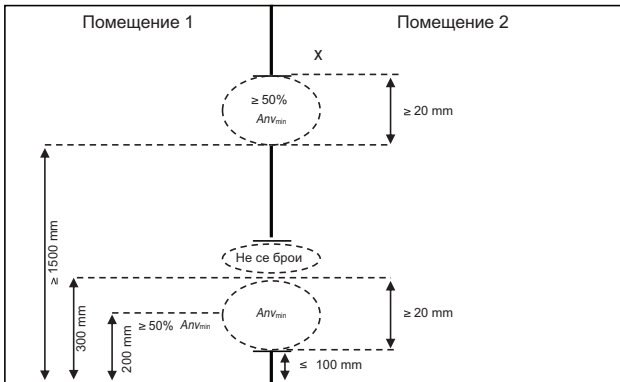 Помещение 1
Помещение 2
X
≥ 50%
Anvmin
≥ 20 mm
≥ 1500 mm
Не се брои
300 mm
200 mm
≥50% Anvmin
Anvmin
≥ 20 mm
≤ 100 mm